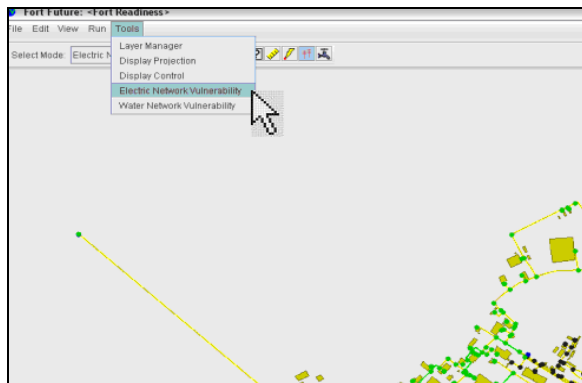 Fort Future: <Fort Readiness>
File Edit View Run Tools
Select Mode: Electric N
Layer Manager
Display Projection
Display Control
Electric Network Vulnerability
Water Network Vulnerability